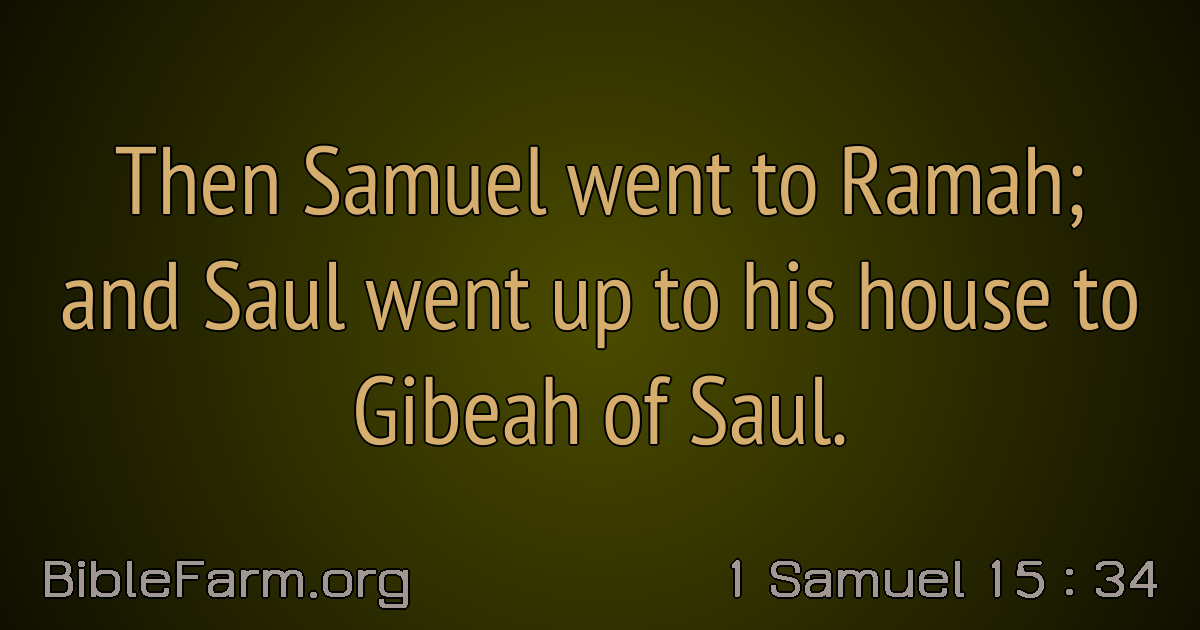 Then Samuel went to Ramah;
and Saul went up to his house to
Gibeah of Saul.
BibleFarm.org
1 Samuel 15 : 34